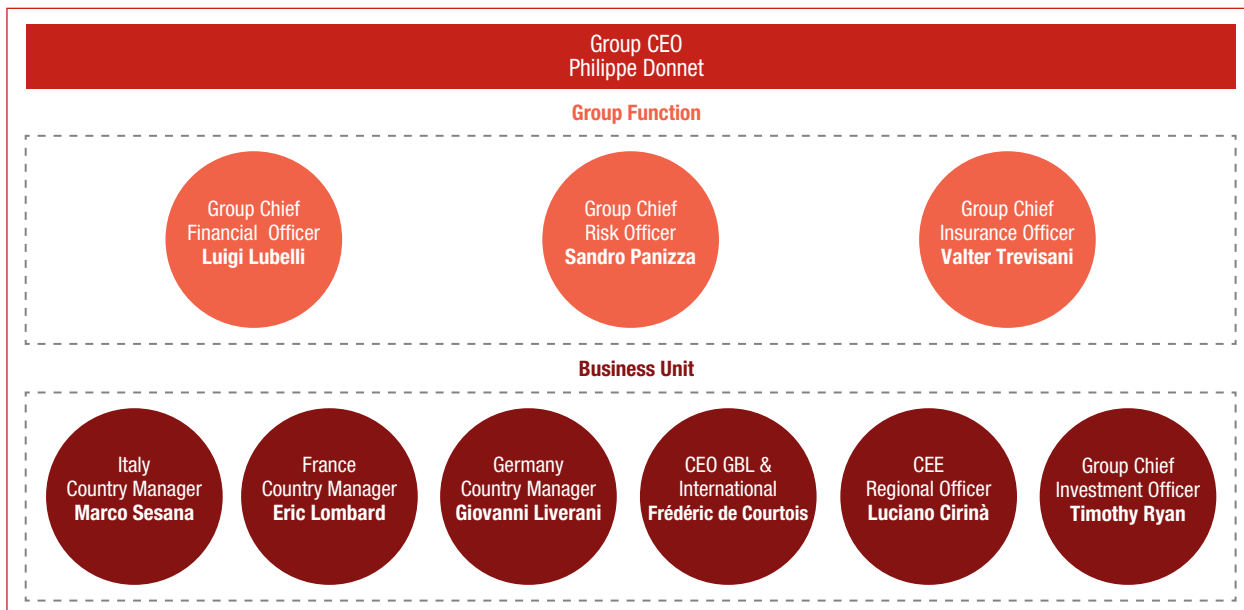 Group CEO
Philippe Donnet
Group Function
Group Chief
Financial Officer
Luigi Lubelli
Group Chief
Risk Officer
Sandro Panizza
Group Chief
Insurance Officer
Valter Trevisani
Business Unit
Italy
Country Manager
Marco Sesana
France
Country Manager
Eric Lombard
Germany
Country Manager
Giovanni Liverani
CEO GBL &
International
Frédéric de Courtois
CEE
Regional Officer
Luciano Cirinà
Group Chief
Investment Officer
Timothy Ryan